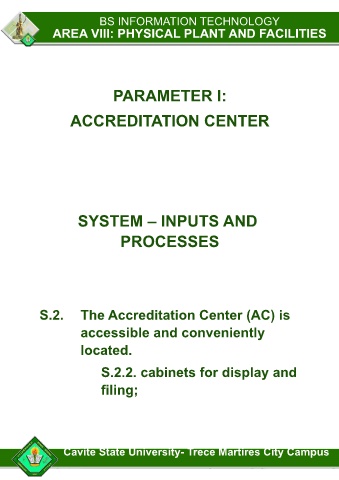 BS INFORMATION TECHNOLOGY
AREA VIII: PHYSICAL PLANT AND FACILITIES
PARAMETER I:
ACCREDITATION CENTER
SYSTEM – INPUTS AND
PROCESSES
S.2. The Accreditation Center (AC) is
accessible and conveniently
located.
S.2.2. cabinets for display and
filing;
Cavite State University- Trece Martires City Campus